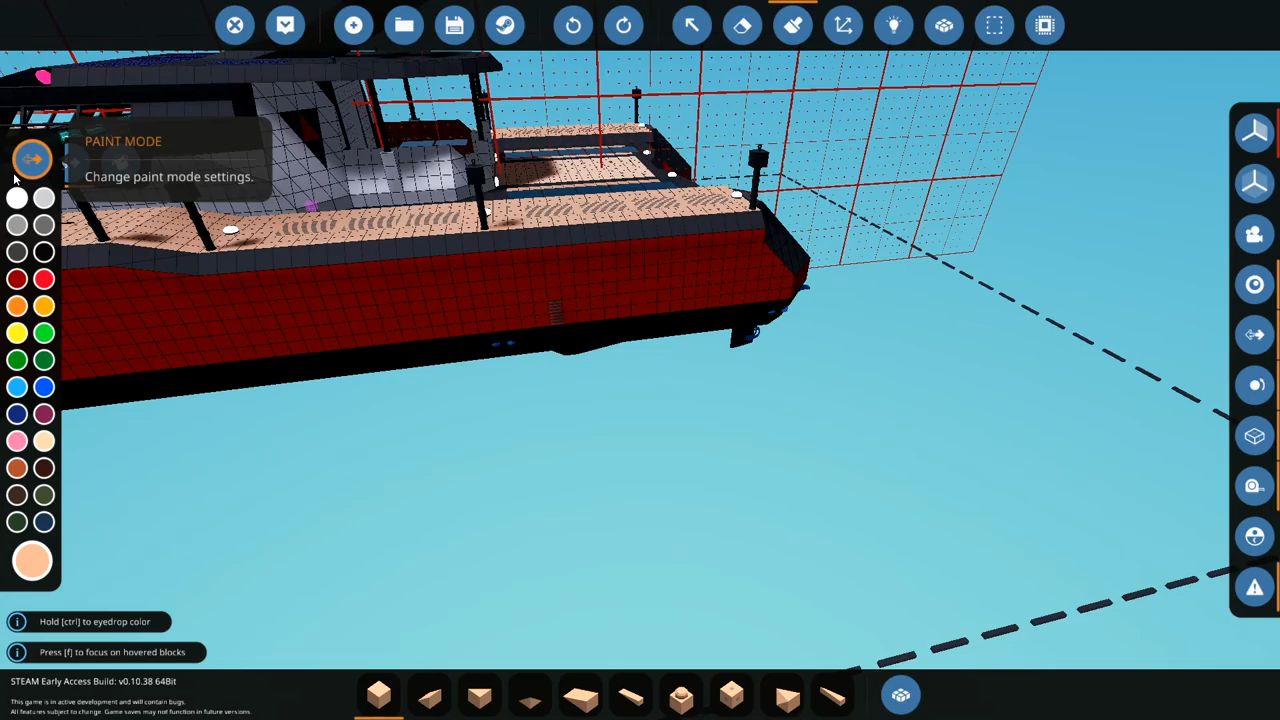 PAINT MODE
Change paint mode settings.
Hold [ctrl] to eyedrop color
Press [f] to focus on hovered blocks
STEAM Early Access Build: v0.10.38 64Bit
This game is in active development and will contain bugs.
All features subject to change. Game saves may not function in future versions.